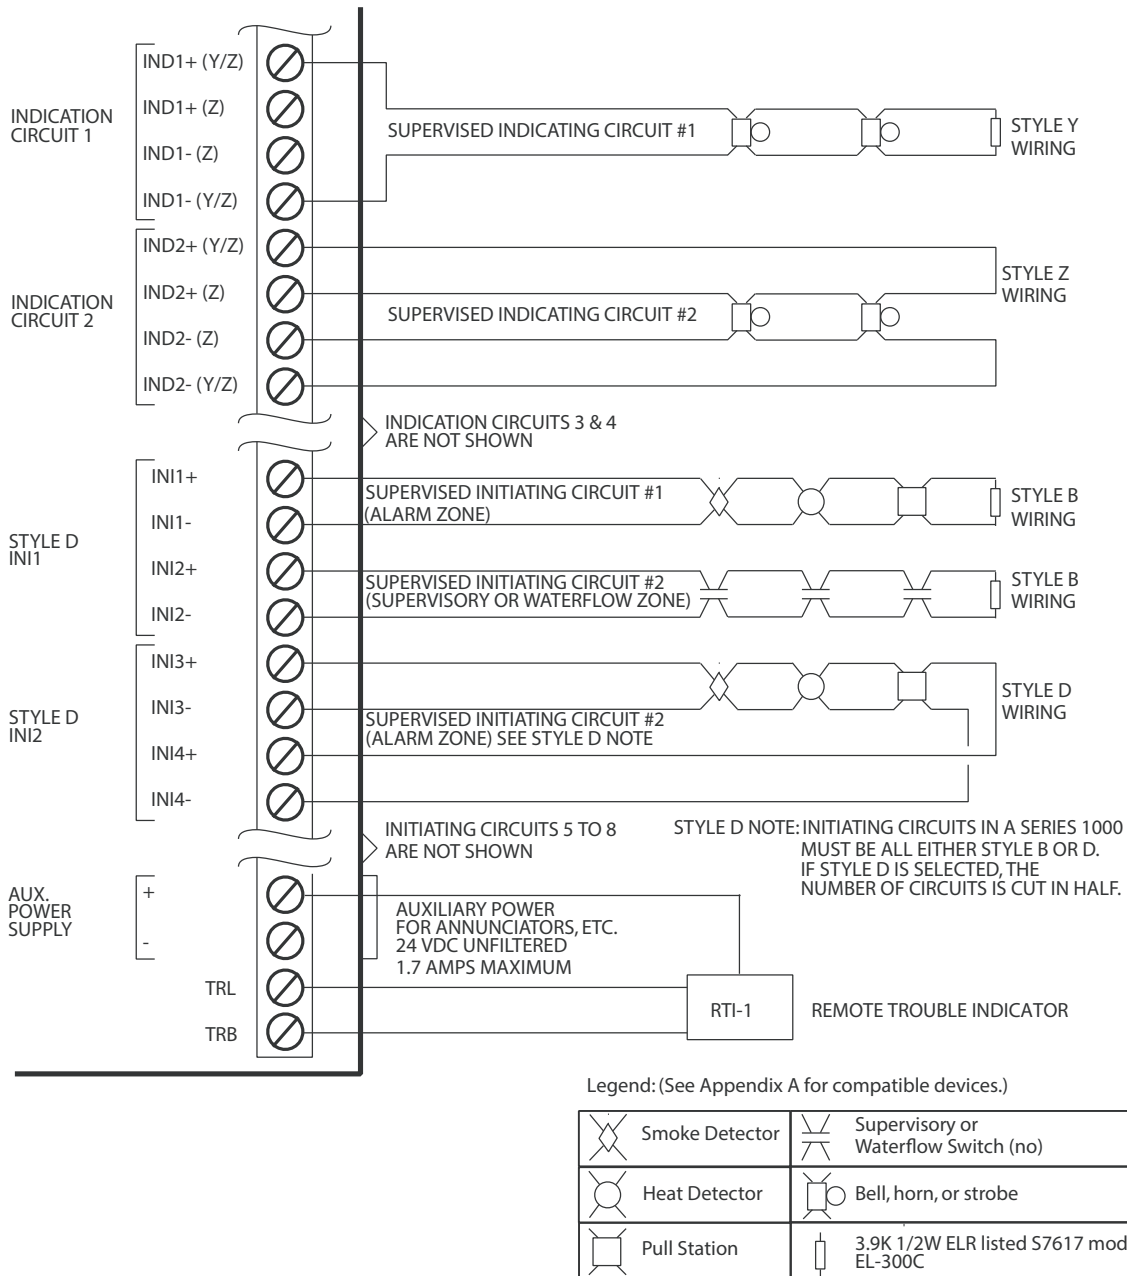 IND1+ (Y/Z)
IND1+ (Z)
INDICATION
CIRCUIT 1
IND1- (Z)
IND1- (Y/Z)
SUPERVISED INDICATING CIRCUIT #1
STYLE Y
WIRING
IND2+ (Y/Z)
IND2+ (Z)
INDICATION
CIRCUIT 2
IND2- (Z)
IND2- (Y/Z)
SUPERVISED INDICATING CIRCUIT #2
STYLE Z
WIRING
INDICATION CIRCUITS 3 & 4
ARE NOT SHOWN
INI1+
INI1-
STYLE D
INI1
INI2+
INI2-
SUPERVISED INITIATING CIRCUIT #1
(ALARM ZONE)
STYLE B
WIRING
SUPERVISED INITIATING CIRCUIT #2
(SUPERVISORY OR WATERFLOW ZONE)
STYLE B
WIRING
INI3+
INI3-
STYLE D
INI2
INI4+
INI4-
SUPERVISED INITIATING CIRCUIT #2
(ALARM ZONE) SEE STYLE D NOTE
STYLE D
WIRING
INITIATING CIRCUITS 5 TO 8
ARE NOT SHOWN
STYLE D NOTE: INITIATING CIRCUITS IN A SERIES 1000
MUST BE ALL EITHER STYLE B OR D.
IF STYLE D IS SELECTED, THE
NUMBER OF CIRCUITS IS CUT IN HALF.
AUX.
POWER
SUPPLY
+
-
AUXILIARY POWER
FOR ANNUNCIATORS, ETC.
24 VDC UNFILTERED
1.7 AMPS MAXIMUM
TRL
TRB
RTI-1
REMOTE TROUBLE INDICATOR
Legend: (See Appendix A for compatible devices.)
Smoke Detector
Supervisory or
Waterflow Switch (no)
Heat Detector
Bell, horn, or strobe
Pull Station
3.9K 1/2W ELR listed S7617 mod
EL-300C